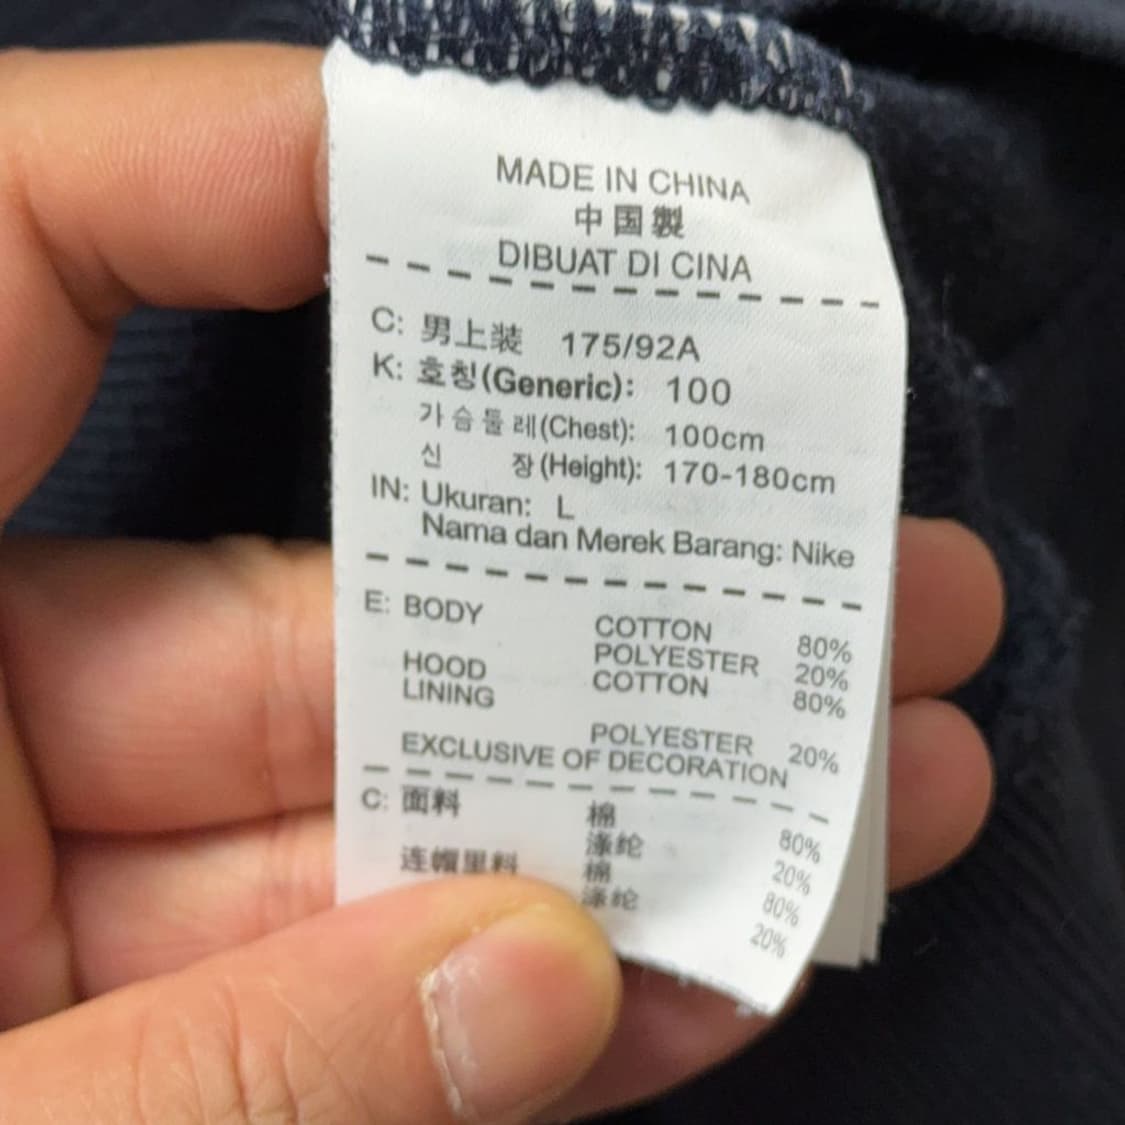 MADE IN CHINA
中国製
DIBUAT DI CINA
C: 男上装 175/92A
K: 호칭(Generic): 100
가슴둘레(Chest): 100cm
신 장(Height): 170-180cm
IN: Ukuran: L
Nama dan Merek Barang: Nike
E: BODY COTTON 80%
POLYESTER 20%
HOOD COTTON 80%
LINING
POLYESTER 20%
EXCLUSIVE OF DECORATION
C: 面料 棉 80%
涤纶 20%
连帽里料 棉 80%
涤纶 20%